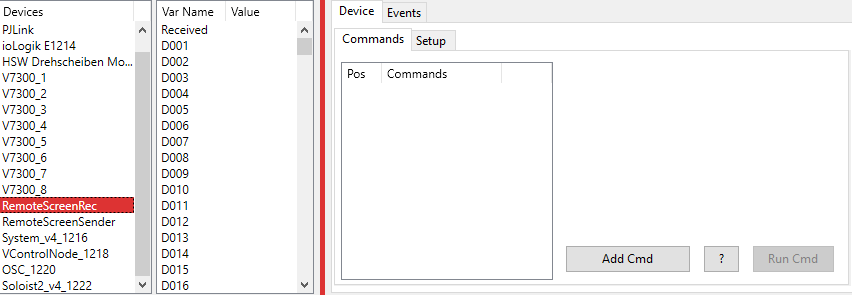 Devices
PJLink
ioLogik E1214
HSW Drehscheiben Mo...
V7300_1
V7300_2
V7300_3
V7300_4
V7300_5
V7300_6
V7300_7
V7300_8
RemoteScreenRec
RemoteScreenSender
System_v4_1216
VControlNode_1218
OSC_1220
Soloist2_v4_1222
Var Name Value
Received
D001
D002
D003
D004
D005
D006
D007
D008
D009
D010
D011
D012
D013
D014
D015
D016
Device Events
Commands Setup
Pos Commands
Add Cmd ? Run Cmd